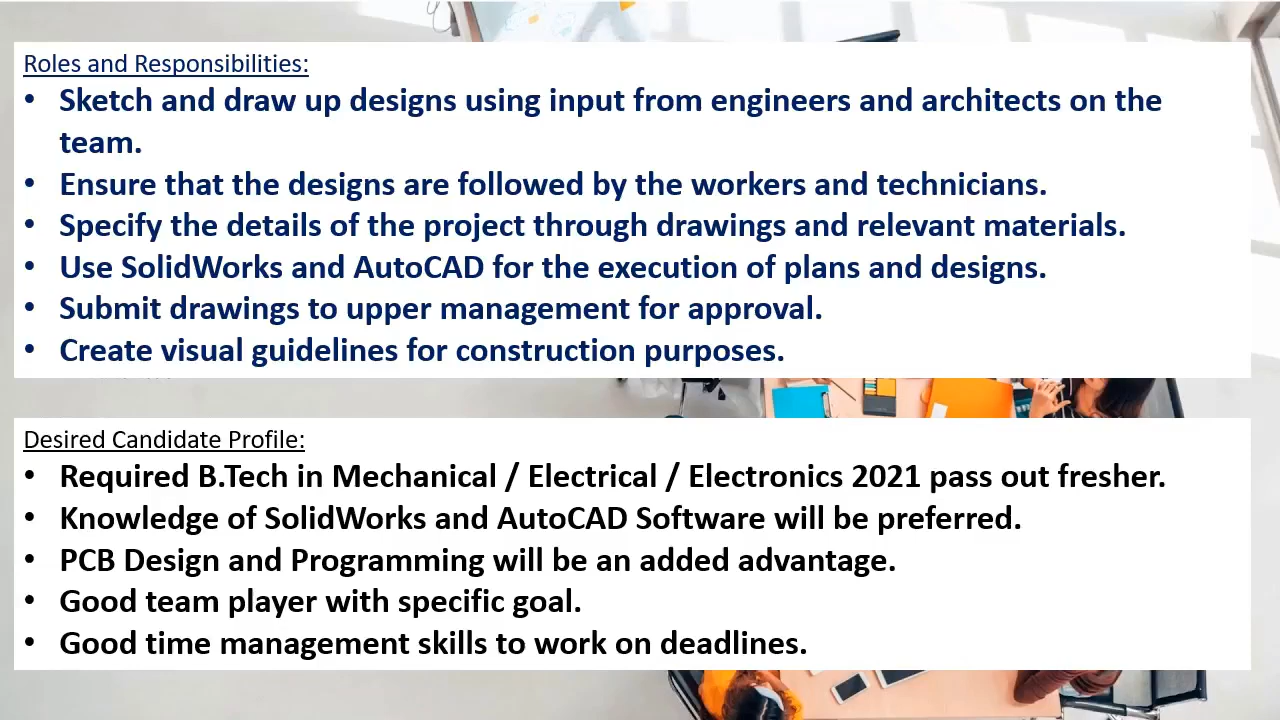 Roles and Responsibilities:
• Sketch and draw up designs using input from engineers and architects on the
team.
• Ensure that the designs are followed by the workers and technicians.
• Specify the details of the project through drawings and relevant materials.
• Use SolidWorks and AutoCAD for the execution of plans and designs.
• Submit drawings to upper management for approval.
• Create visual guidelines for construction purposes.
Desired Candidate Profile:
• Required B.Tech in Mechanical / Electrical / Electronics 2021 pass out fresher.
• Knowledge of SolidWorks and AutoCAD Software will be preferred.
• PCB Design and Programming will be an added advantage.
• Good team player with specific goal.
• Good time management skills to work on deadlines.